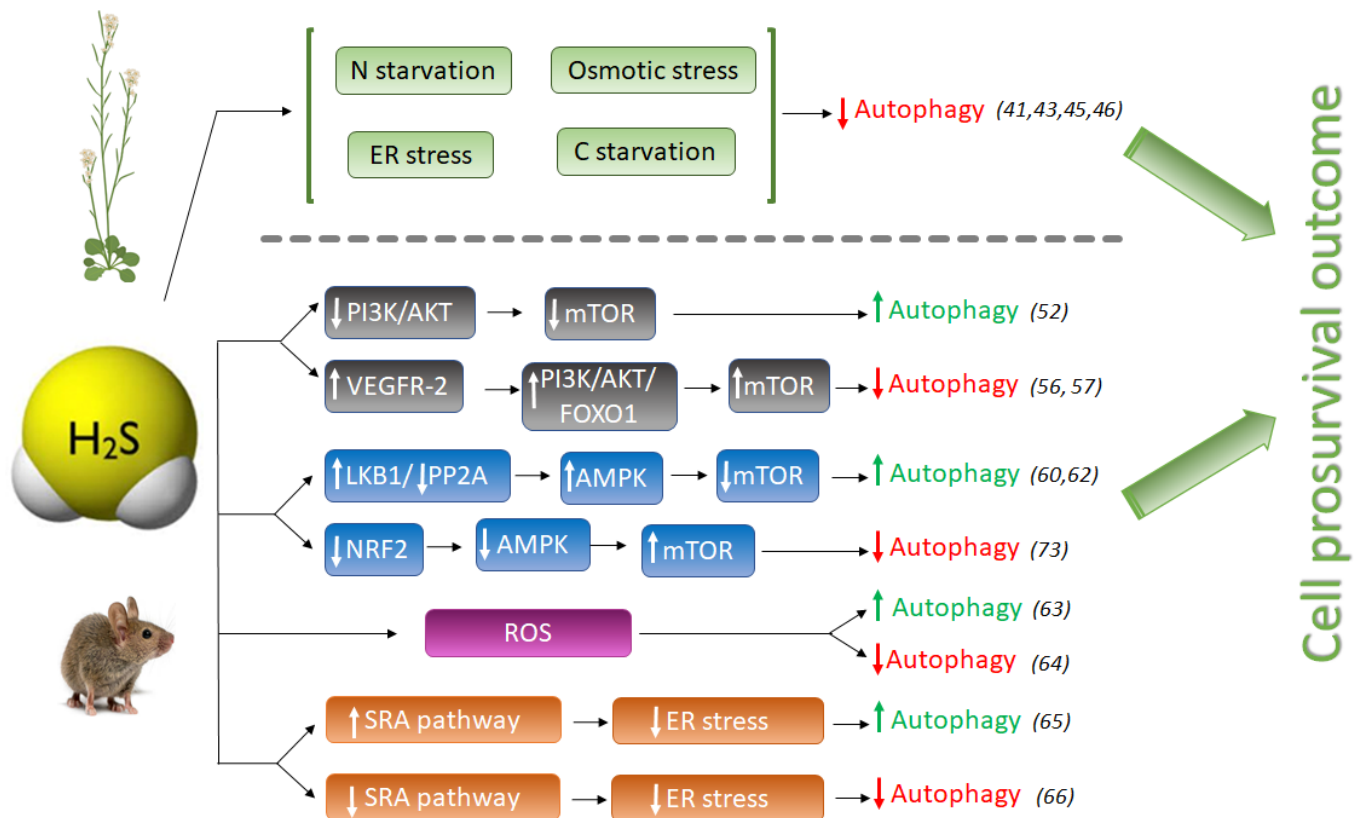 N starvation
Osmotic stress
ER stress
C starvation
↓ Autophagy (41,43,45,46)
H₂S
↓PI3K/AKT
↓mTOR
↑ Autophagy (52)
↑ VEGFR-2
↑PI3K/AKT/
FOXO1
↑mTOR
↓ Autophagy (56, 57)
↑LKB1/↓PP2A
↑AMPK
↓mTOR
↑ Autophagy (60,62)
↓NRF2
↓AMPK
↑mTOR
↓ Autophagy (73)
ROS
↑ Autophagy (63)
↓Autophagy (64)
↑ SRA pathway
↓ER stress
↑ Autophagy (65)
↓ SRA pathway
↓ER stress
↓ Autophagy (66)
Cell prosurvival outcome